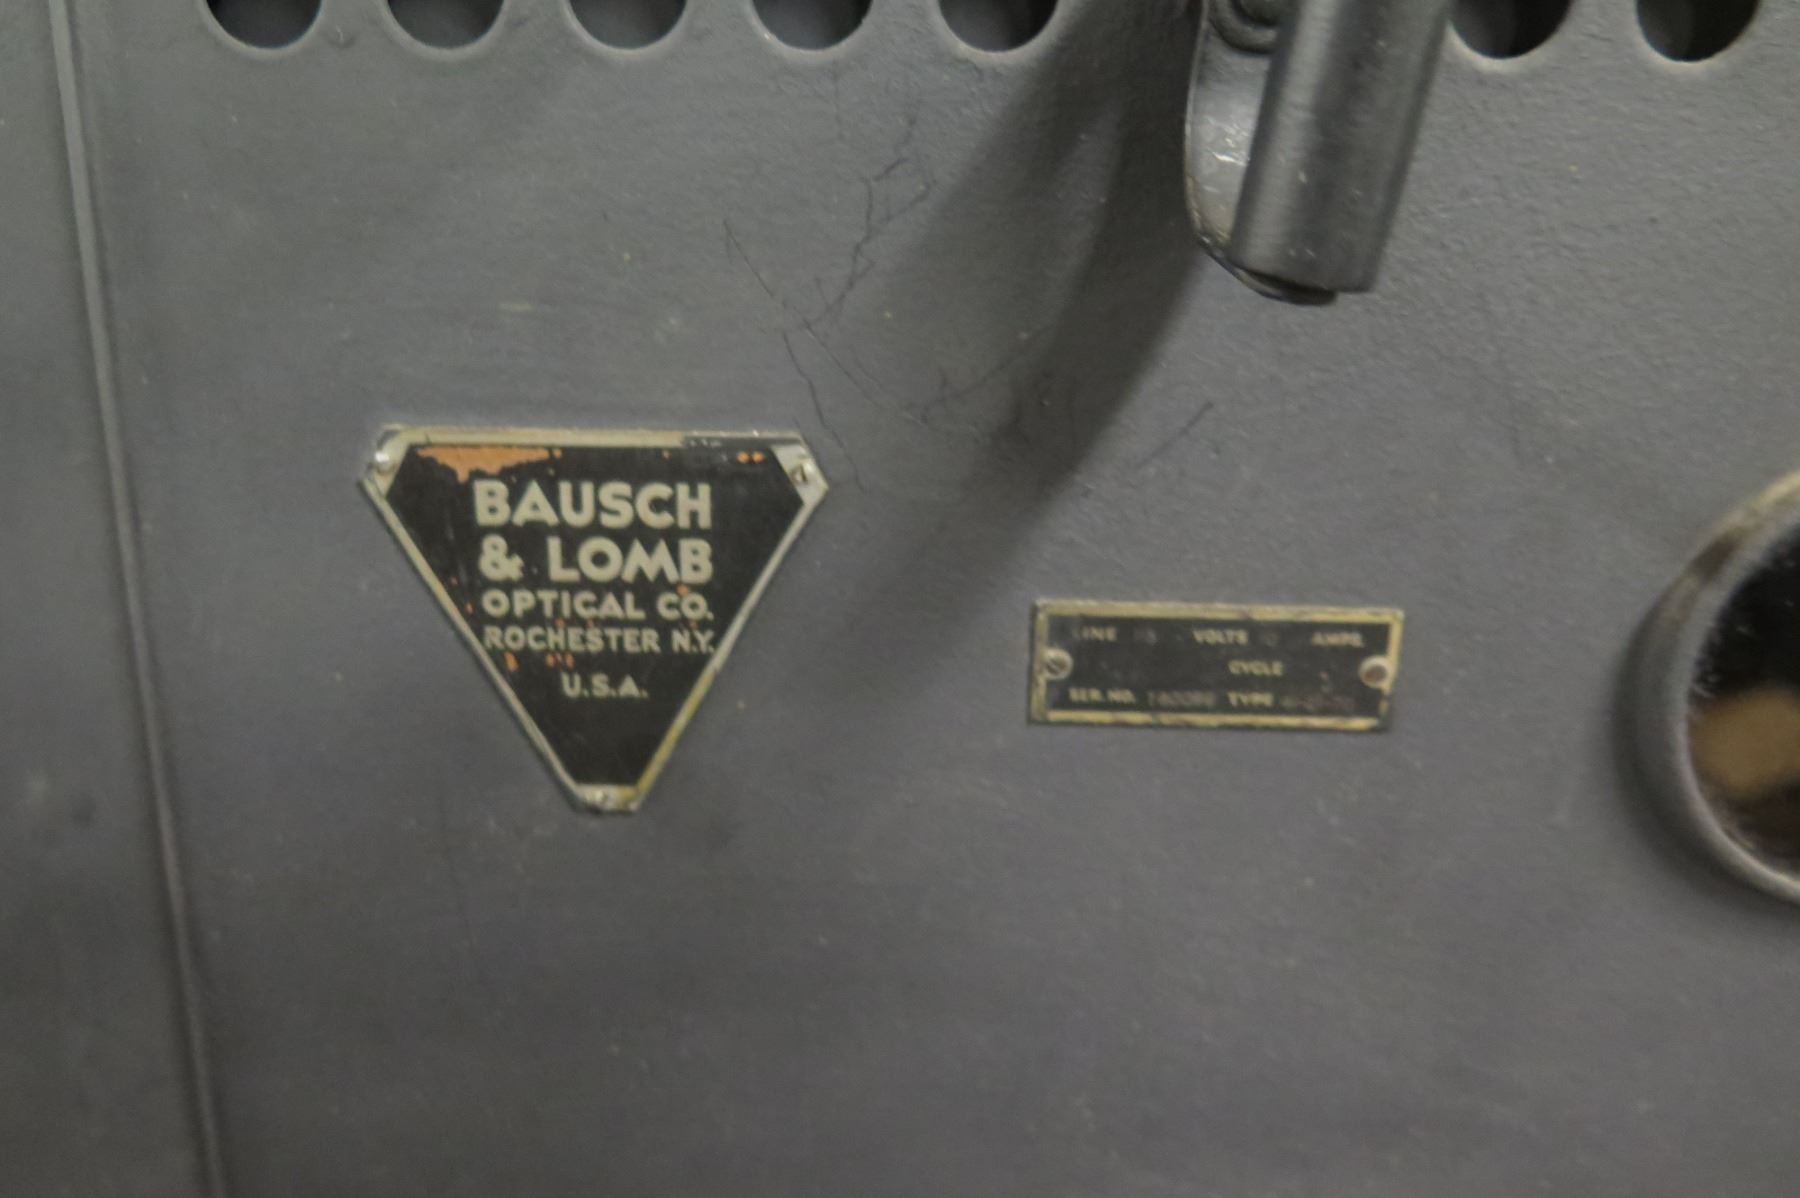 BAUSCH
& LOMB
OPTICAL CO.
ROCHESTER N.Y.
U.S.A.
LINE VOLTS AMPS.
CYCLE
SER. NO. TYPE